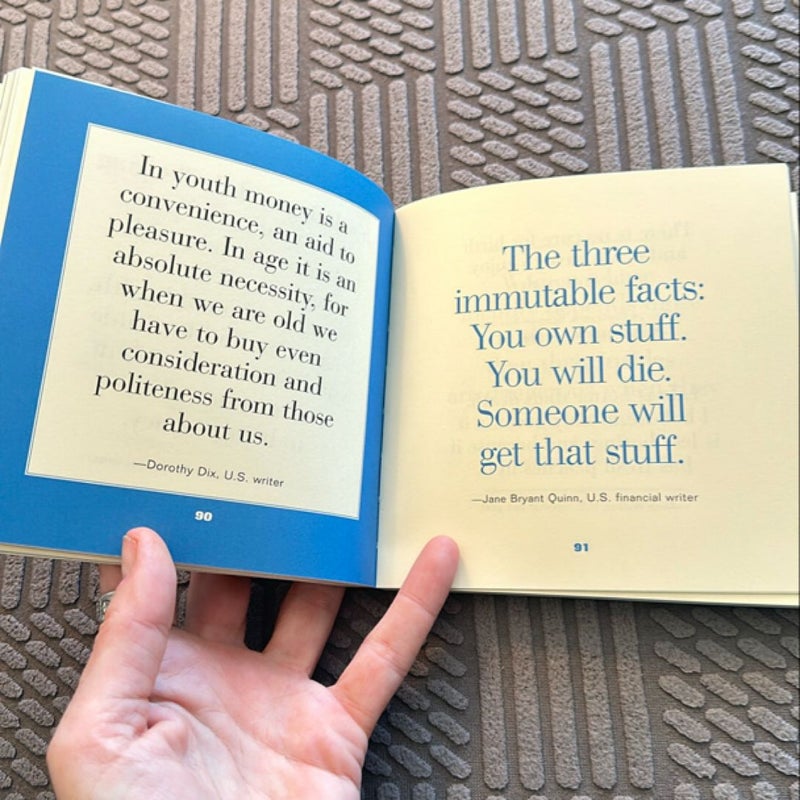 In youth money is a
convenience, an aid to
pleasure. In age it is an
absolute necessity, for
when we are old we
have to buy even
consideration and
politeness from those
about us.
—Dorothy Dix, U.S. writer
90
The three
immutable facts:
You own stuff.
You will die.
Someone will
get that stuff.
—Jane Bryant Quinn, U.S. financial writer
91